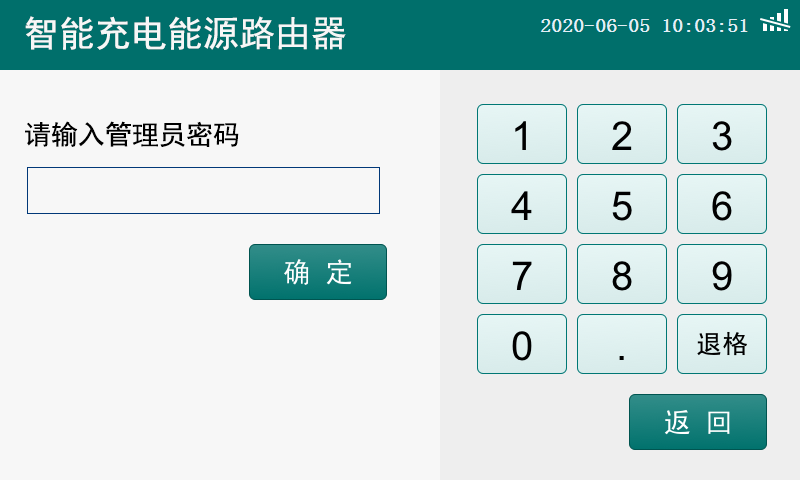 智能充电能源路由器
2020-06-05 10:03:51
请输入管理员密码
确 定
1 2 3
4 5 6
7 8 9
0 . 退格
返 回